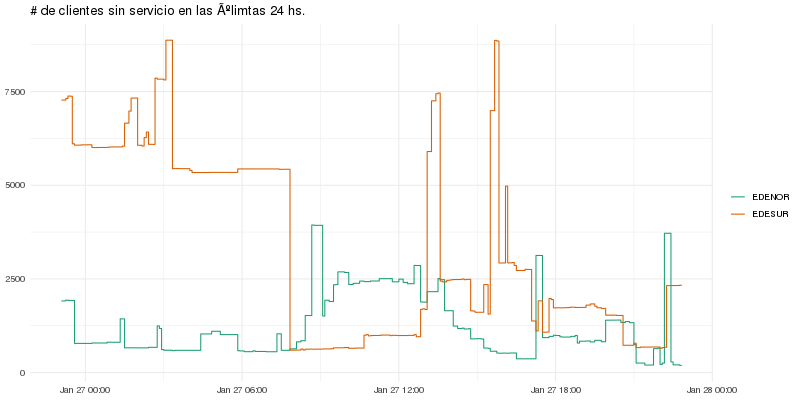 # de clientes sin servicio en las Ãºlimtas 24 hs.
7500
5000
2500
0
Jan 27 00:00
Jan 27 06:00
Jan 27 12:00
Jan 27 18:00
Jan 28 00:00
EDENOR
EDESUR